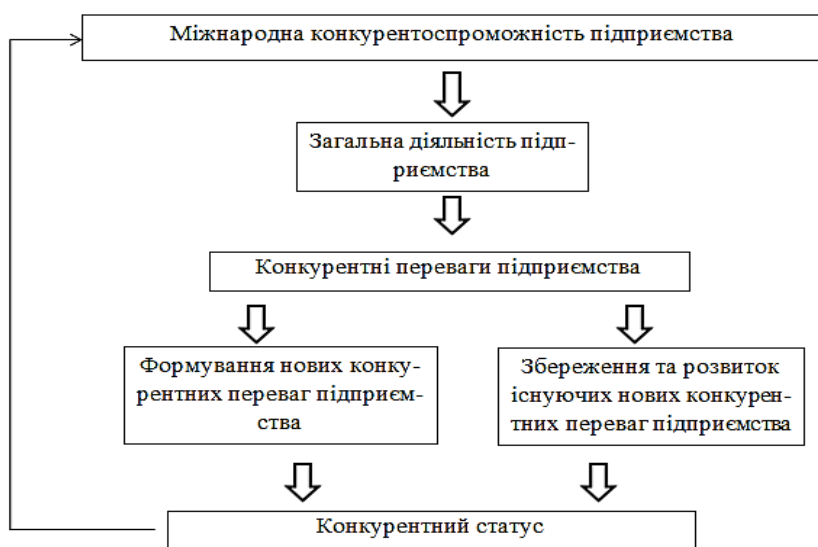 Міжнародна конкурентоспроможність підприємства
Загальна діяльність підп-
риємства
Конкурентні переваги підприємства
Формування нових конку-
рентних переваг підприєм-
ства
Збереження та розвиток
існуючих нових конкурен-
тних переваг підприємства
Конкурентний статус